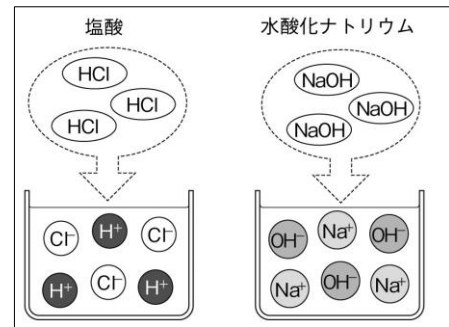 塩酸
HCl
HCl
HCl
Cl⁻ H⁺ Cl⁻
H⁺ Cl⁻ H⁺
水酸化ナトリウム
NaOH
NaOH
NaOH
OH⁻ Na⁺ OH⁻
Na⁺ OH⁻ Na⁺